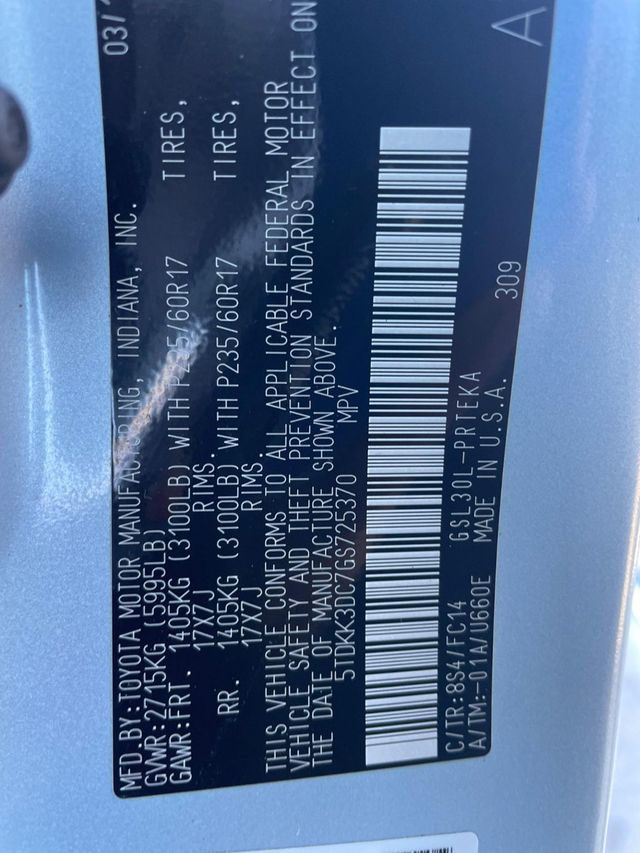 MFD.BY:TOYOTA MOTOR MANUFACTURING, INDIANA, INC. 03/
GVWR:2715KG (5995LB)
GAWR:FRT. 1405KG (3100LB) WITH P235/60R17 TIRES,
17X7J RIMS.
RR. 1405KG (3100LB) WITH P235/60R17 TIRES,
17X7J RIMS.
THIS VEHICLE CONFORMS TO ALL APPLICABLE FEDERAL MOTOR
VEHICLE SAFETY AND THEFT PREVENTION STANDARDS IN EFFECT ON
THE DATE OF MANUFACTURE SHOWN ABOVE.
5TDKK3DC7GS725370 MPV
C/TR:8S4/FC14 GSL30L-PRTEKA 309 A
A/TM:-01A/U660E MADE IN U.S.A.